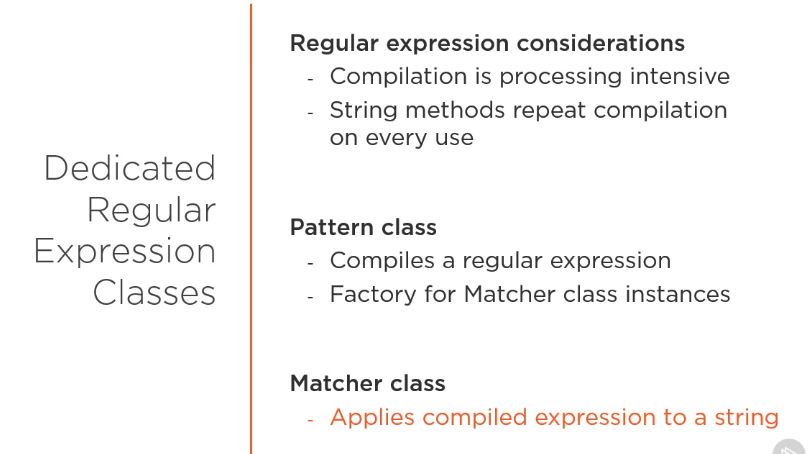 Dedicated
Regular
Expression
Classes
Regular expression considerations
- Compilation is processing intensive
- String methods repeat compilation
on every use
Pattern class
- Compiles a regular expression
- Factory for Matcher class instances
Matcher class
- Applies compiled expression to a string